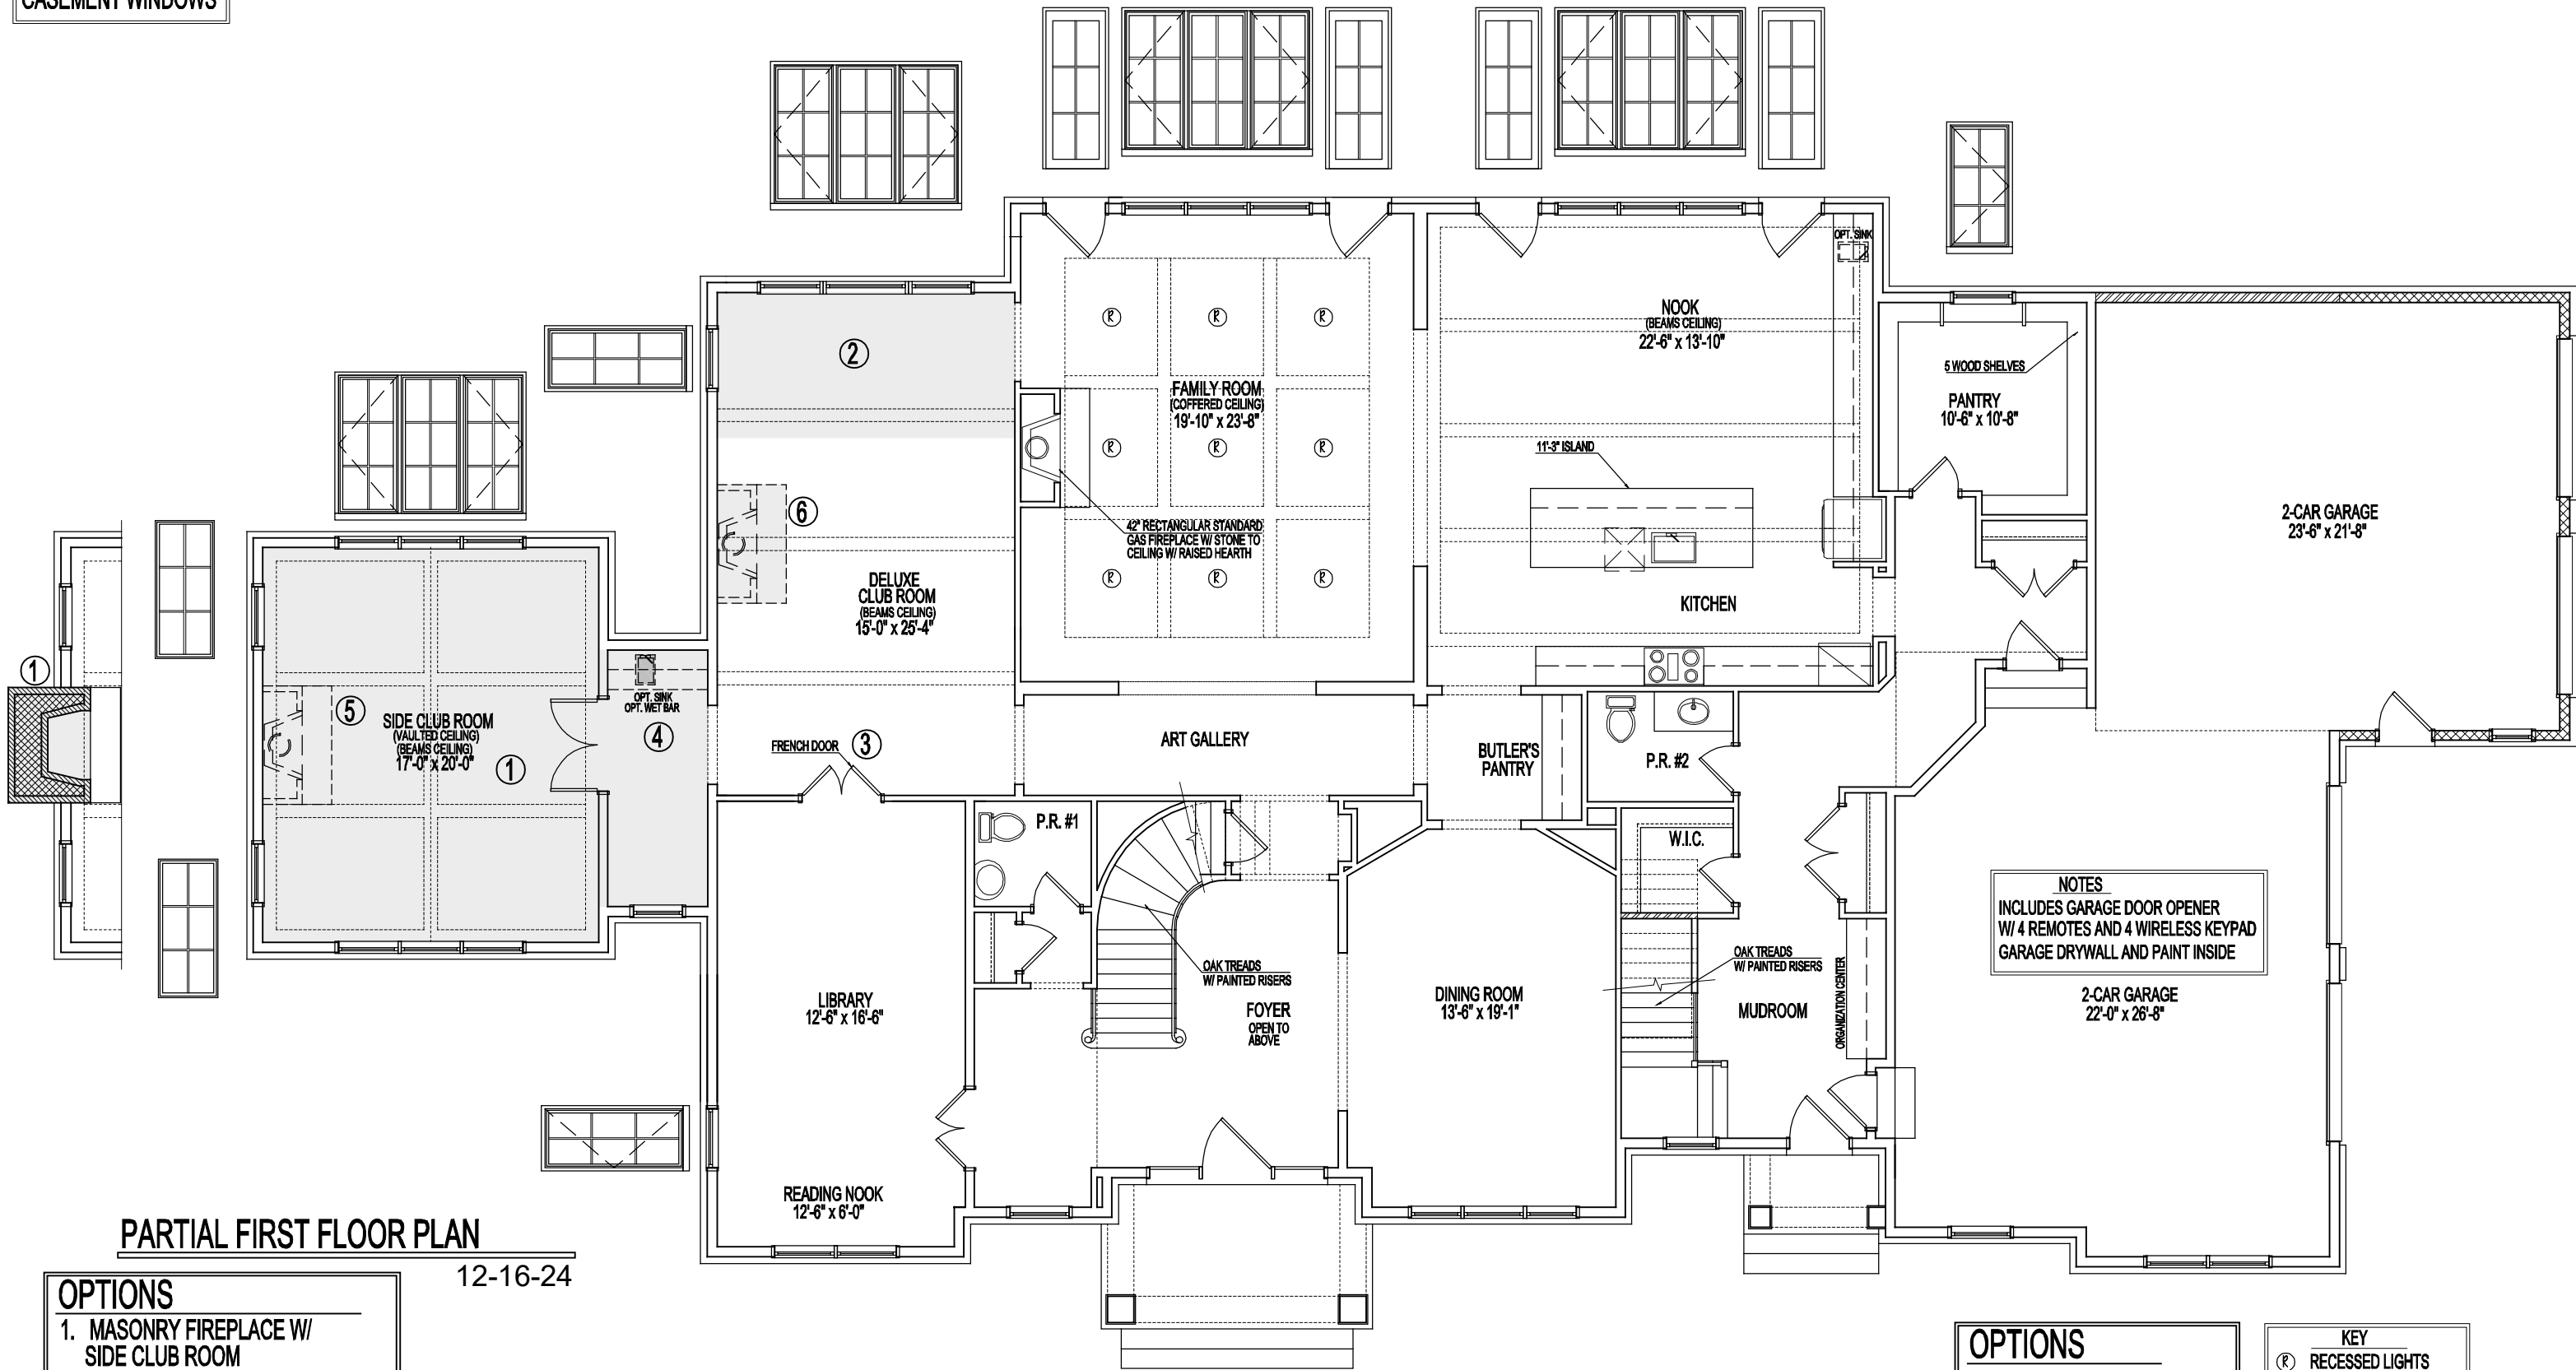 CASEMENT WINDOWS
OPT. SINK
NOOK
(BEAMS CEILING)
22'-6" x 13'-10"
5 WOOD SHELVES
PANTRY
10'-6" x 10'-8"
2
FAMILY ROOM
(COFFERED CEILING)
19'-10" x 23'-8"
R
R
R
R
R
R
R
R
R
11'-3" ISLAND
6
42" RECTANGULAR STANDARD
GAS FIREPLACE W/ STONE TO
CEILING W/ RAISED HEARTH
2-CAR GARAGE
23'-6" x 21'-8"
DELUXE
CLUB ROOM
(BEAMS CEILING)
15'-0" x 25'-4"
KITCHEN
1
5
SIDE CLUB ROOM
(VAULTED CEILING)
(BEAMS CEILING)
17'-0" x 20'-0"
1
OPT. SINK
OPT. WET BAR
4
FRENCH DOOR
3
ART GALLERY
BUTLER'S
PANTRY
P.R. #2
P.R. #1
W.I.C.
NOTES
INCLUDES GARAGE DOOR OPENER
W/ 4 REMOTES AND 4 WIRELESS KEYPAD
GARAGE DRYWALL AND PAINT INSIDE
2-CAR GARAGE
22'-0" x 26'-8"
LIBRARY
12'-6" x 16'-6"
OAK TREADS
W/ PAINTED RISERS
FOYER
OPEN TO
ABOVE
DINING ROOM
13'-6" x 19'-1"
OAK TREADS
W/ PAINTED RISERS
MUDROOM
ORGANIZATION CENTER
READING NOOK
12'-6" x 6'-0"
PARTIAL FIRST FLOOR PLAN
12-16-24
OPTIONS
1. MASONRY FIREPLACE W/
SIDE CLUB ROOM
OPTIONS
KEY
R RECESSED LIGHTS